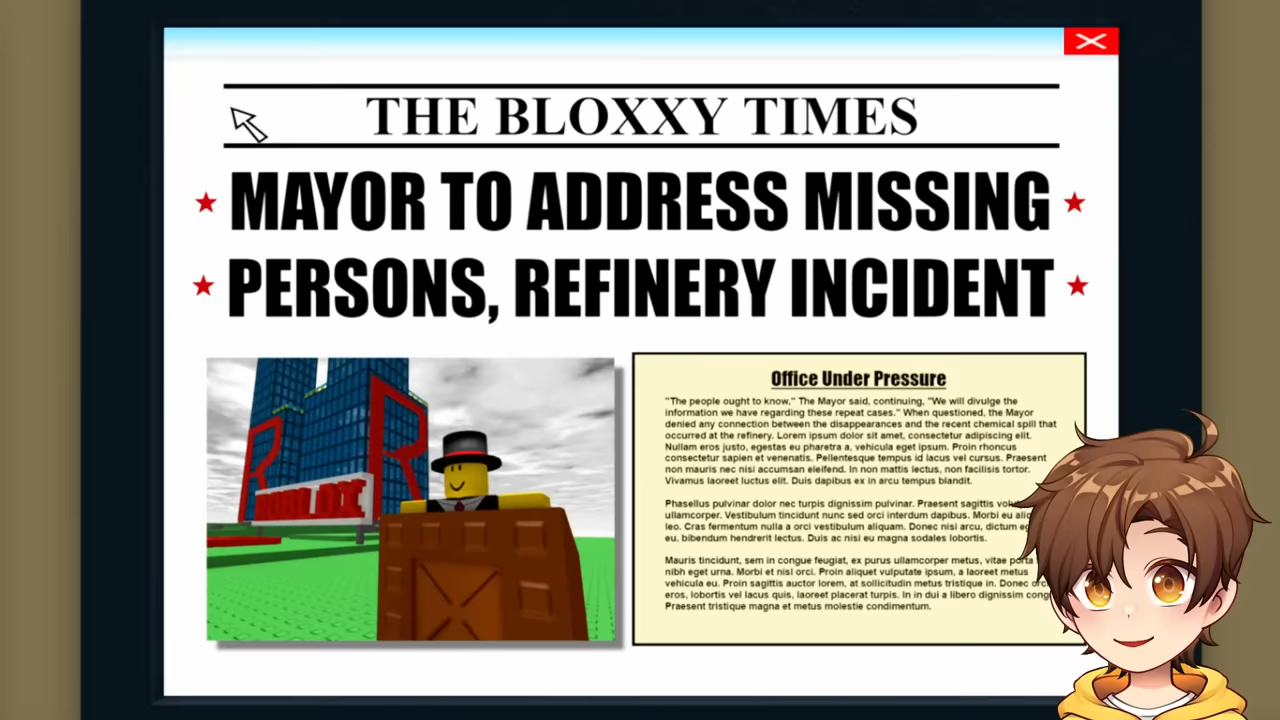 THE BLOXXY TIMES
MAYOR TO ADDRESS MISSING
PERSONS, REFINERY INCIDENT
Office Under Pressure
"The people ought to know," The Mayor said, continuing, "We will divulge the
information we have regarding these repeat cases." When questioned, the Mayor
denied any connection between the disappearances and the recent chemical spill that
occurred at the refinery. Lorem ipsum dolor sit amet, consectetur adipiscing elit.
Nullam eros justo, egestas eu pharetra a, vehicula eget ipsum. Proin rhoncus
consectetur sapien et venenatis. Pellentesque tempus id lacus vel cursus. Praesent
non mauris nec nisi accumsan eleifend. In non mattis lectus, non facilisis tortor.
Vivamus laoreet luctus elit. Duis dapibus ex in arcu tempus blandit.
Phasellus pulvinar dolor nec turpis dignissim pulvinar. Praesent sagittis
ullamcorper. Vestibulum tincidunt nunc sed orci interdum dapibus. Morbi eu
leo. Cras fermentum nulla a orci vestibulum aliquam. Donec nisi arcu, dictum
eu, bibendum hendrerit lectus. Duis ac nisi eu magna sodales lobortis.
Mauris tincidunt, sem in congue feugiat, ex purus ullamcorper metus, vitae porta
nibh eget urna. Morbi et nisl orci. Proin aliquet vulputate ipsum, a laoreet metus
vehicula eu. Proin sagittis auctor lorem, at sollicitudin metus tristique in. Donec
eros, lobortis vel lacus quis, laoreet placerat turpis. In in dui a libero dignissim
Praesent tristique magna et metus molestie condimentum.